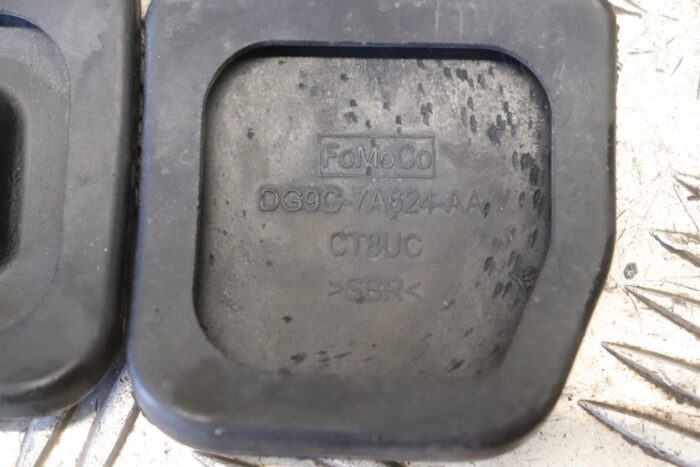 FoMoCo
DG9C-7A624-AA
CT8UC
>SBR<